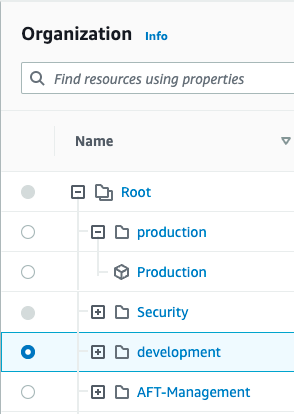 Organization Info
Find resources using properties
Name
Root
production
Production
Security
development
AFT-Management